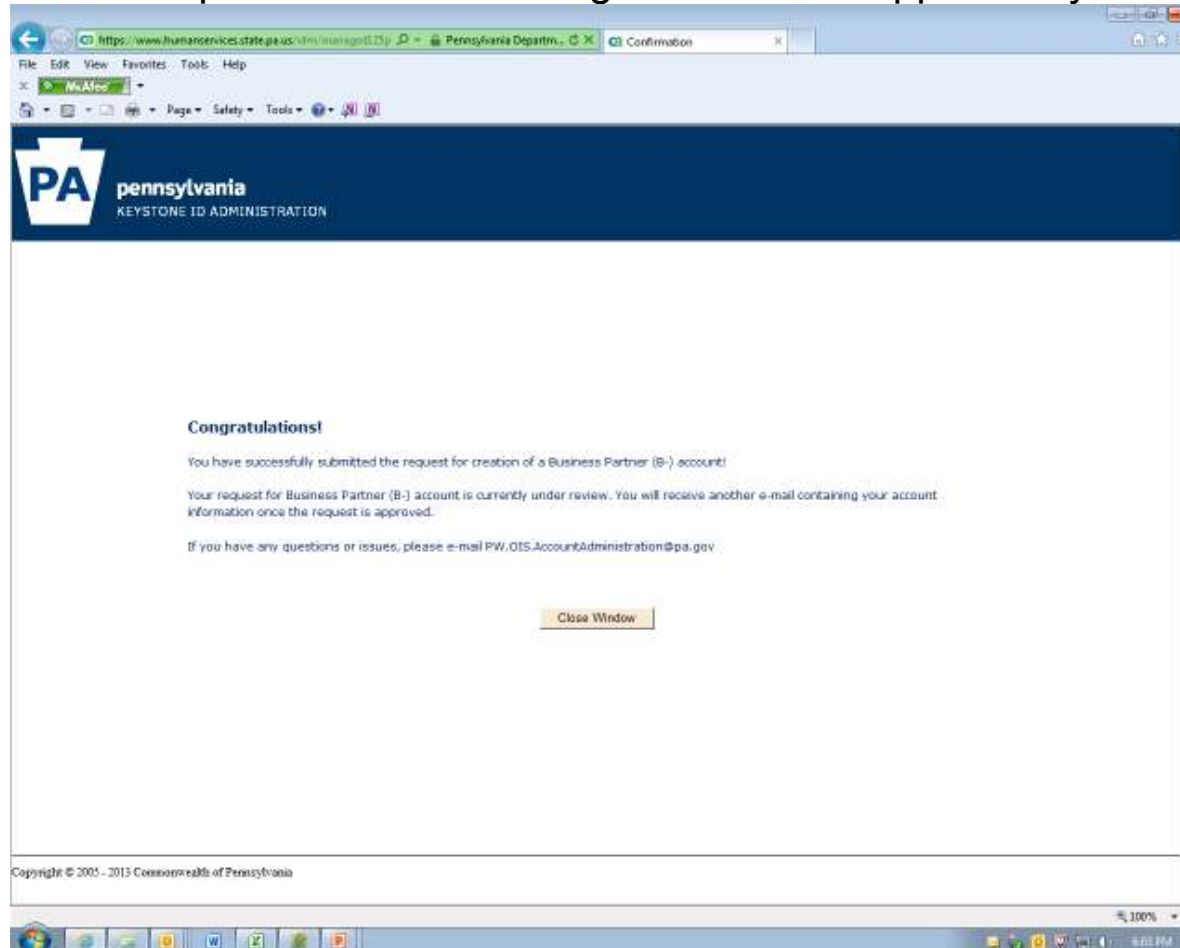 https://www.humanservices.state.pa.us
Pennsylvania Departm...
Confirmation
File Edit View Favorites Tools Help
McAfee
Page Safety Tools
PA
pennsylvania
KEYSTONE ID ADMINISTRATION
Congratulations!
You have successfully submitted the request for creation of a Business Partner (B-) account!
Your request for Business Partner (B-) account is currently under review. You will receive another e-mail containing your account
information once the request is approved.
If you have any questions or issues, please e-mail PW.OIS.AccountAdministration@pa.gov
Close Window
Copyright © 2005 - 2013 Commonwealth of Pennsylvania
100%
6:02 PM